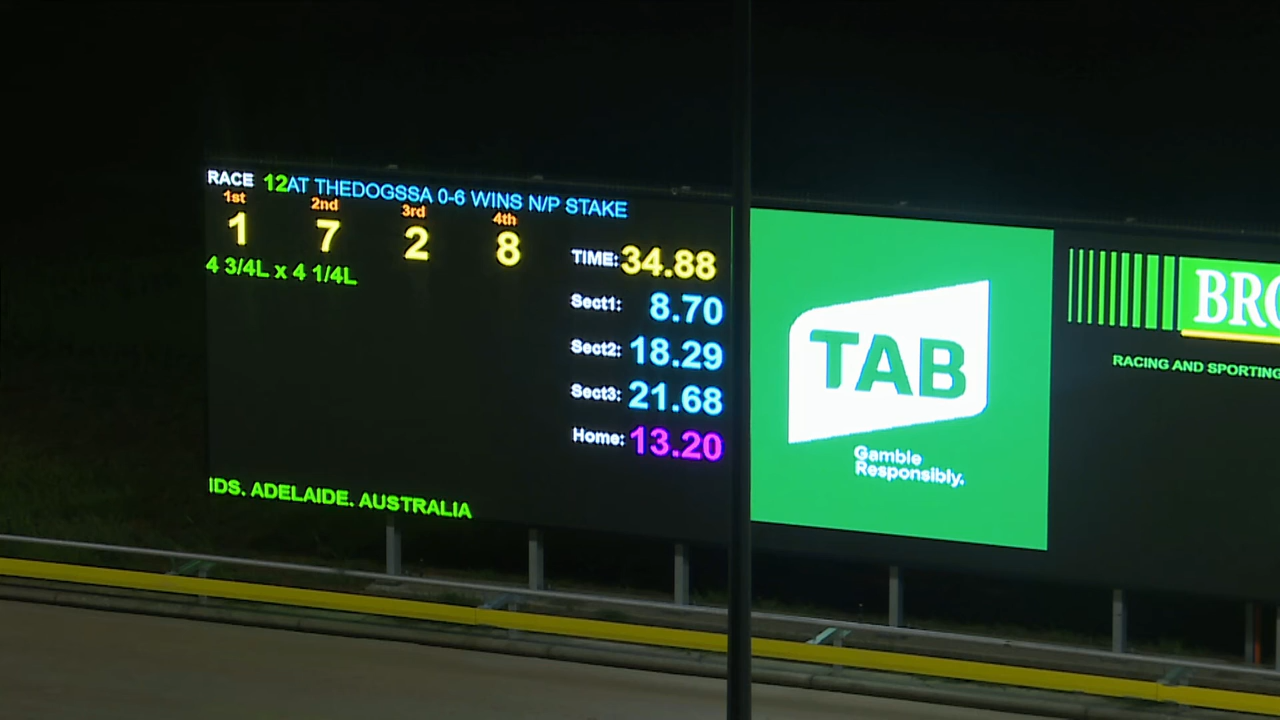 RACE 12 AT THEDOGSSA 0-6 WINS N/P STAKE
1st 2nd 3rd 4th
1 7 2 8
4 3/4L x 4 1/4L
TIME: 34.88
Sect1: 8.70
Sect2: 18.29
Sect3: 21.68
Home: 13.20
IDS. ADELAIDE. AUSTRALIA
TAB
Gamble
Responsibly.
BRO
RACING AND SPORTING